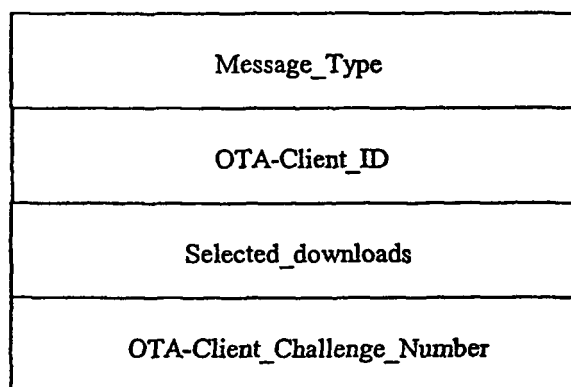 Message_Type
OTA-Client_ID
Selected_downloads
OTA-Client_Challenge_Number